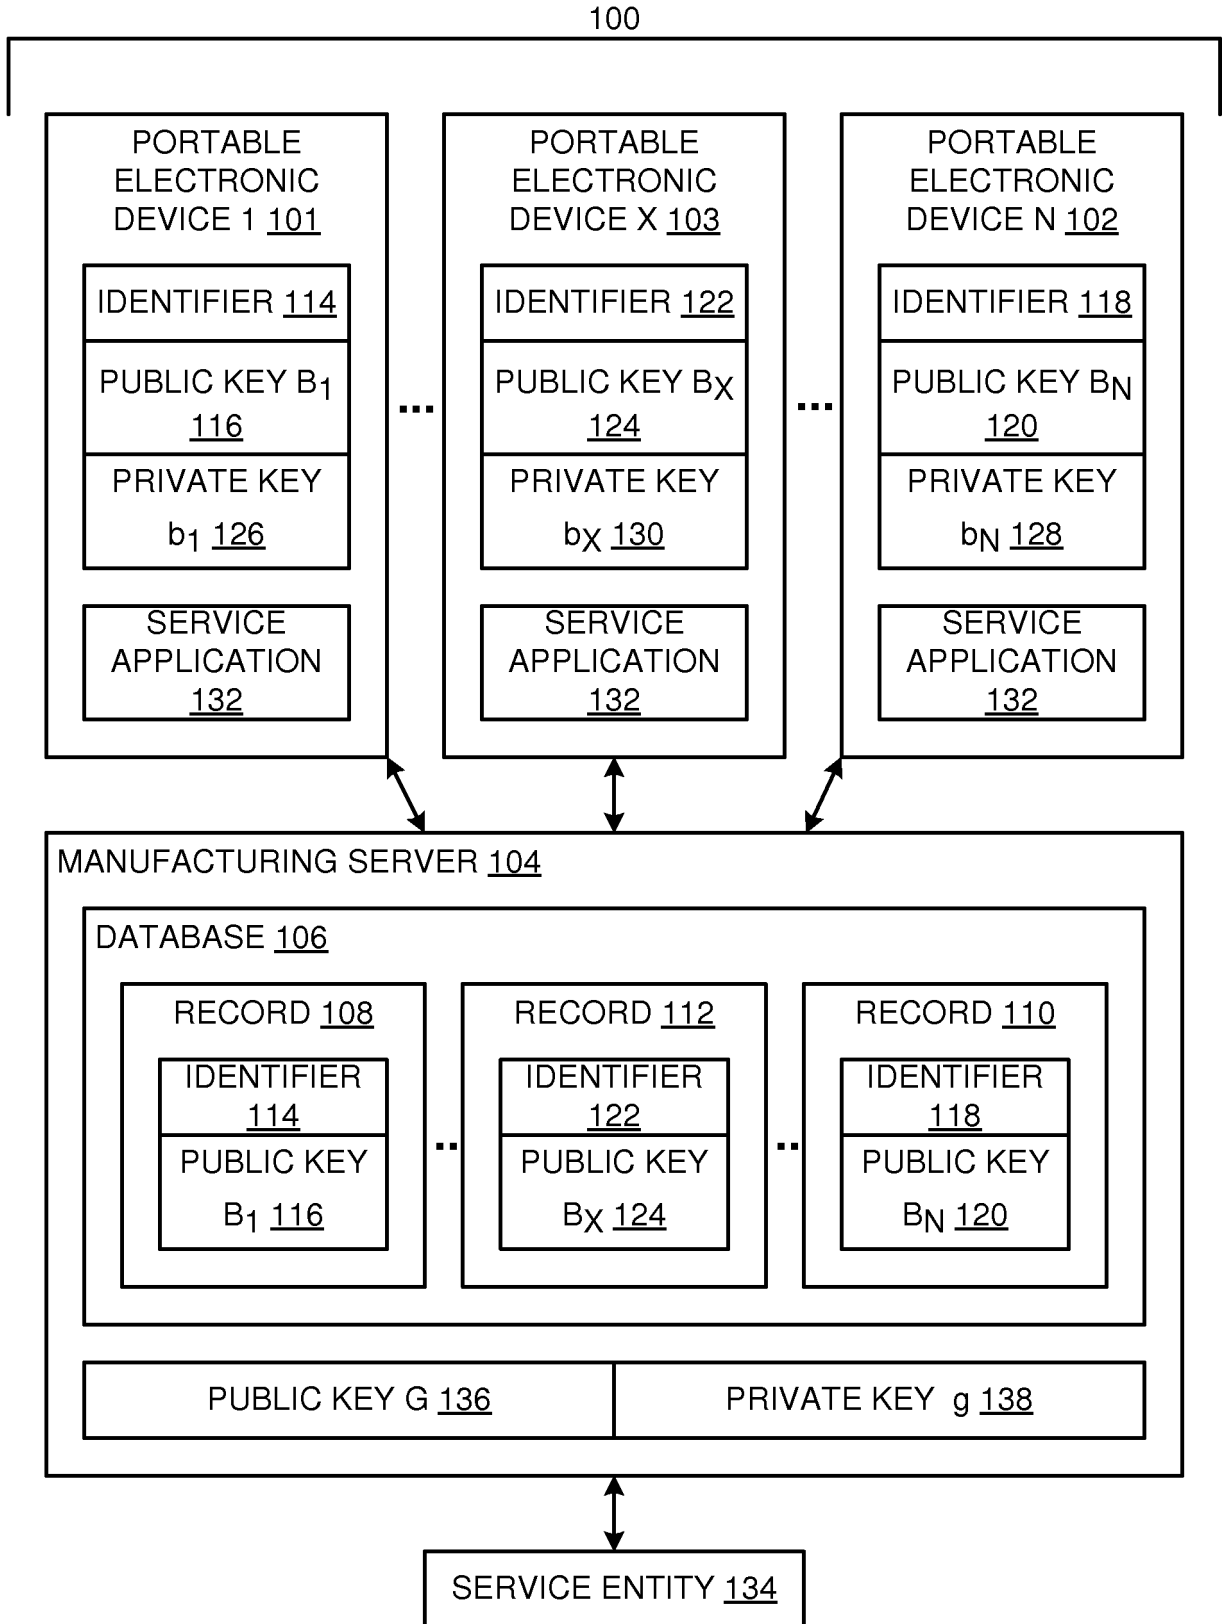 100
PORTABLE
ELECTRONIC
DEVICE 1 101
IDENTIFIER 114
PUBLIC KEY B1
116
PRIVATE KEY
b1 126
SERVICE
APPLICATION
132
...
PORTABLE
ELECTRONIC
DEVICE X 103
IDENTIFIER 122
PUBLIC KEY BX
124
PRIVATE KEY
bX 130
SERVICE
APPLICATION
132
...
PORTABLE
ELECTRONIC
DEVICE N 102
IDENTIFIER 118
PUBLIC KEY BN
120
PRIVATE KEY
bN 128
SERVICE
APPLICATION
132
MANUFACTURING SERVER 104
DATABASE 106
RECORD 108
IDENTIFIER
114
PUBLIC KEY
B1 116
..
RECORD 112
IDENTIFIER
122
PUBLIC KEY
BX 124
..
RECORD 110
IDENTIFIER
118
PUBLIC KEY
BN 120
PUBLIC KEY G 136
PRIVATE KEY g 138
SERVICE ENTITY 134